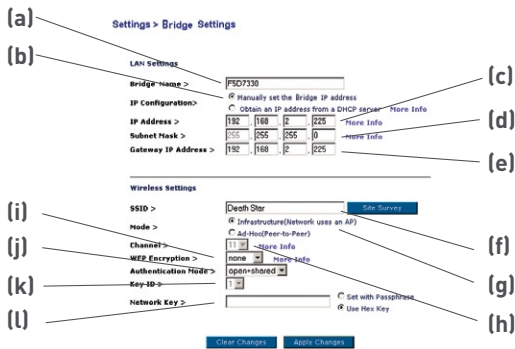 (a)
Settings > Bridge Settings
(b)
LAN Settings
Bridge Name > F5D7330
IP Configuration> Manually set the Bridge IP address
Obtain an IP address from a DHCP server More Info
(c)
IP Address > 192 . 168 . 2 . 225 More Info
(d)
Subnet Mask > 255 . 255 . 255 . 0 More Info
Gateway IP Address > 192 . 168 . 2 . 225
(e)
Wireless Settings
SSID > Death Star Site Survey
(f)
Mode > Infrastructure(Network uses an AP)
Ad-Hoc(Peer-to-Peer)
(g)
Channel > 11 More Info
(h)
(i)
WEP Encryption > none More Info
(j)
Authentication Mode > open+shared
(k)
Key ID > 1
(l)
Network Key > Set with Passphrase
Use Hex Key
Clear Changes Apply Changes